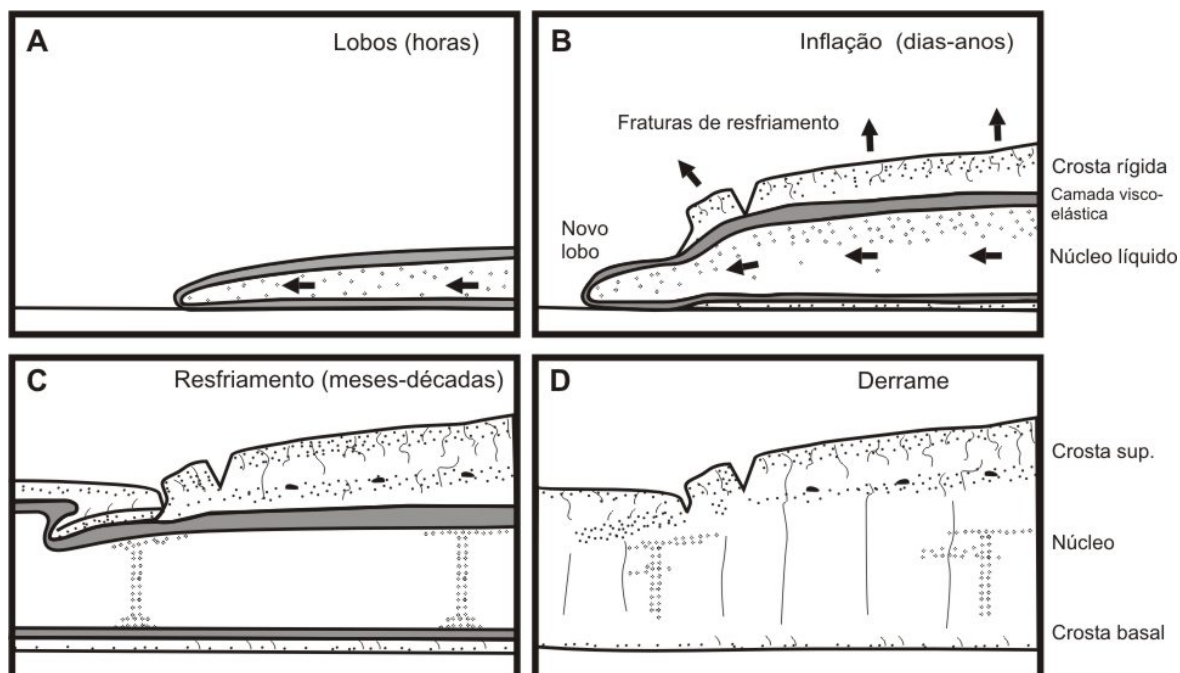 A
Lobos (horas)
B
Inflação (dias-anos)
Fraturas de resfriamento
Novo
lobo
Crosta rígida
Camada visco-
elástica
Núcleo líquido
C
Resfriamento (meses-décadas)
D
Derrame
Crosta sup.
Núcleo
Crosta basal